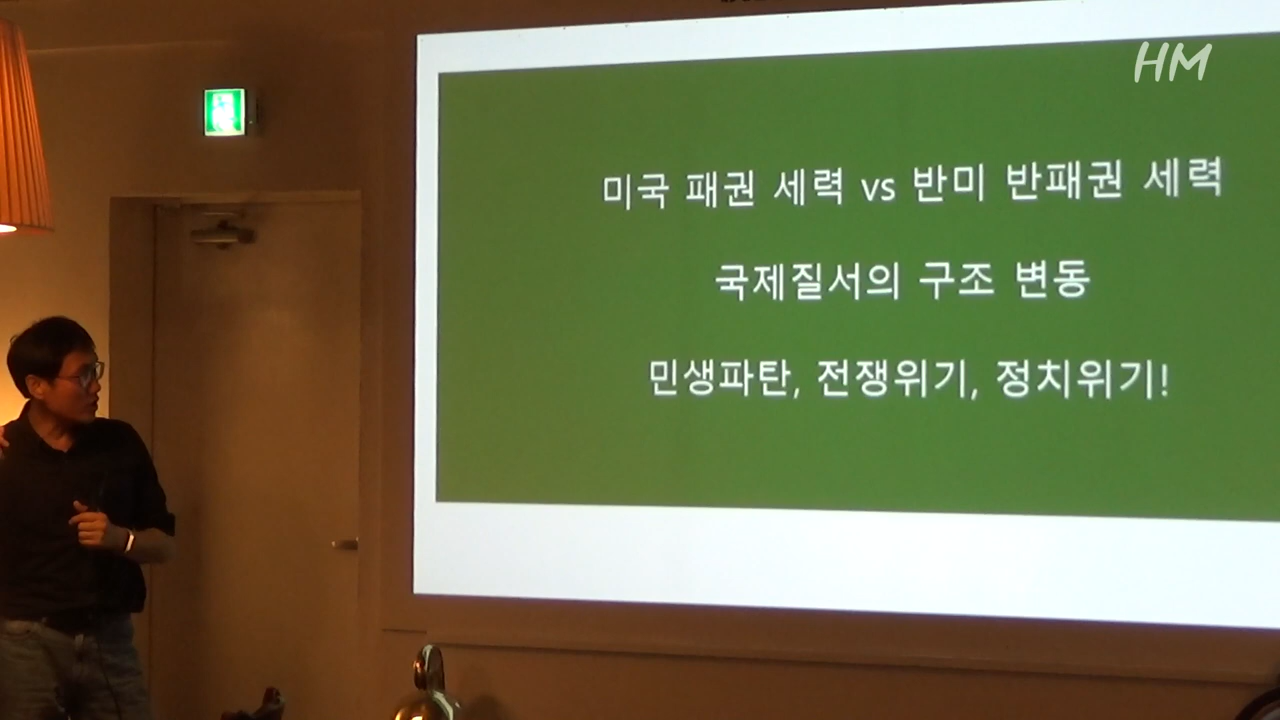 HM
미국 패권 세력 vs 반미 반패권 세력
국제질서의 구조 변동
민생파탄, 전쟁위기, 정치위기!